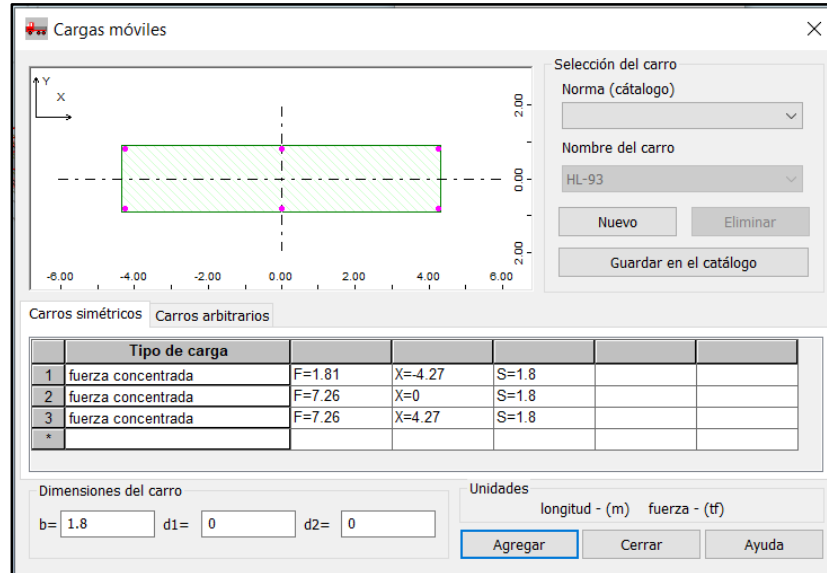 Cargas móviles
Y
X
2.00
0.00
2.00
-6.00 -4.00 -2.00 0.00 2.00 4.00 6.00
Selección del carro
Norma (cátalogo)
Nombre del carro
HL-93
Nuevo Eliminar
Guardar en el catálogo
Carros simétricos Carros arbitrarios
Tipo de carga
1 fuerza concentrada F=1.81 X=-4.27 S=1.8
2 fuerza concentrada F=7.26 X=0 S=1.8
3 fuerza concentrada F=7.26 X=4.27 S=1.8
*
Dimensiones del carro
b= 1.8 d1= 0 d2= 0
Unidades
longitud - (m) fuerza - (tf)
Agregar Cerrar Ayuda